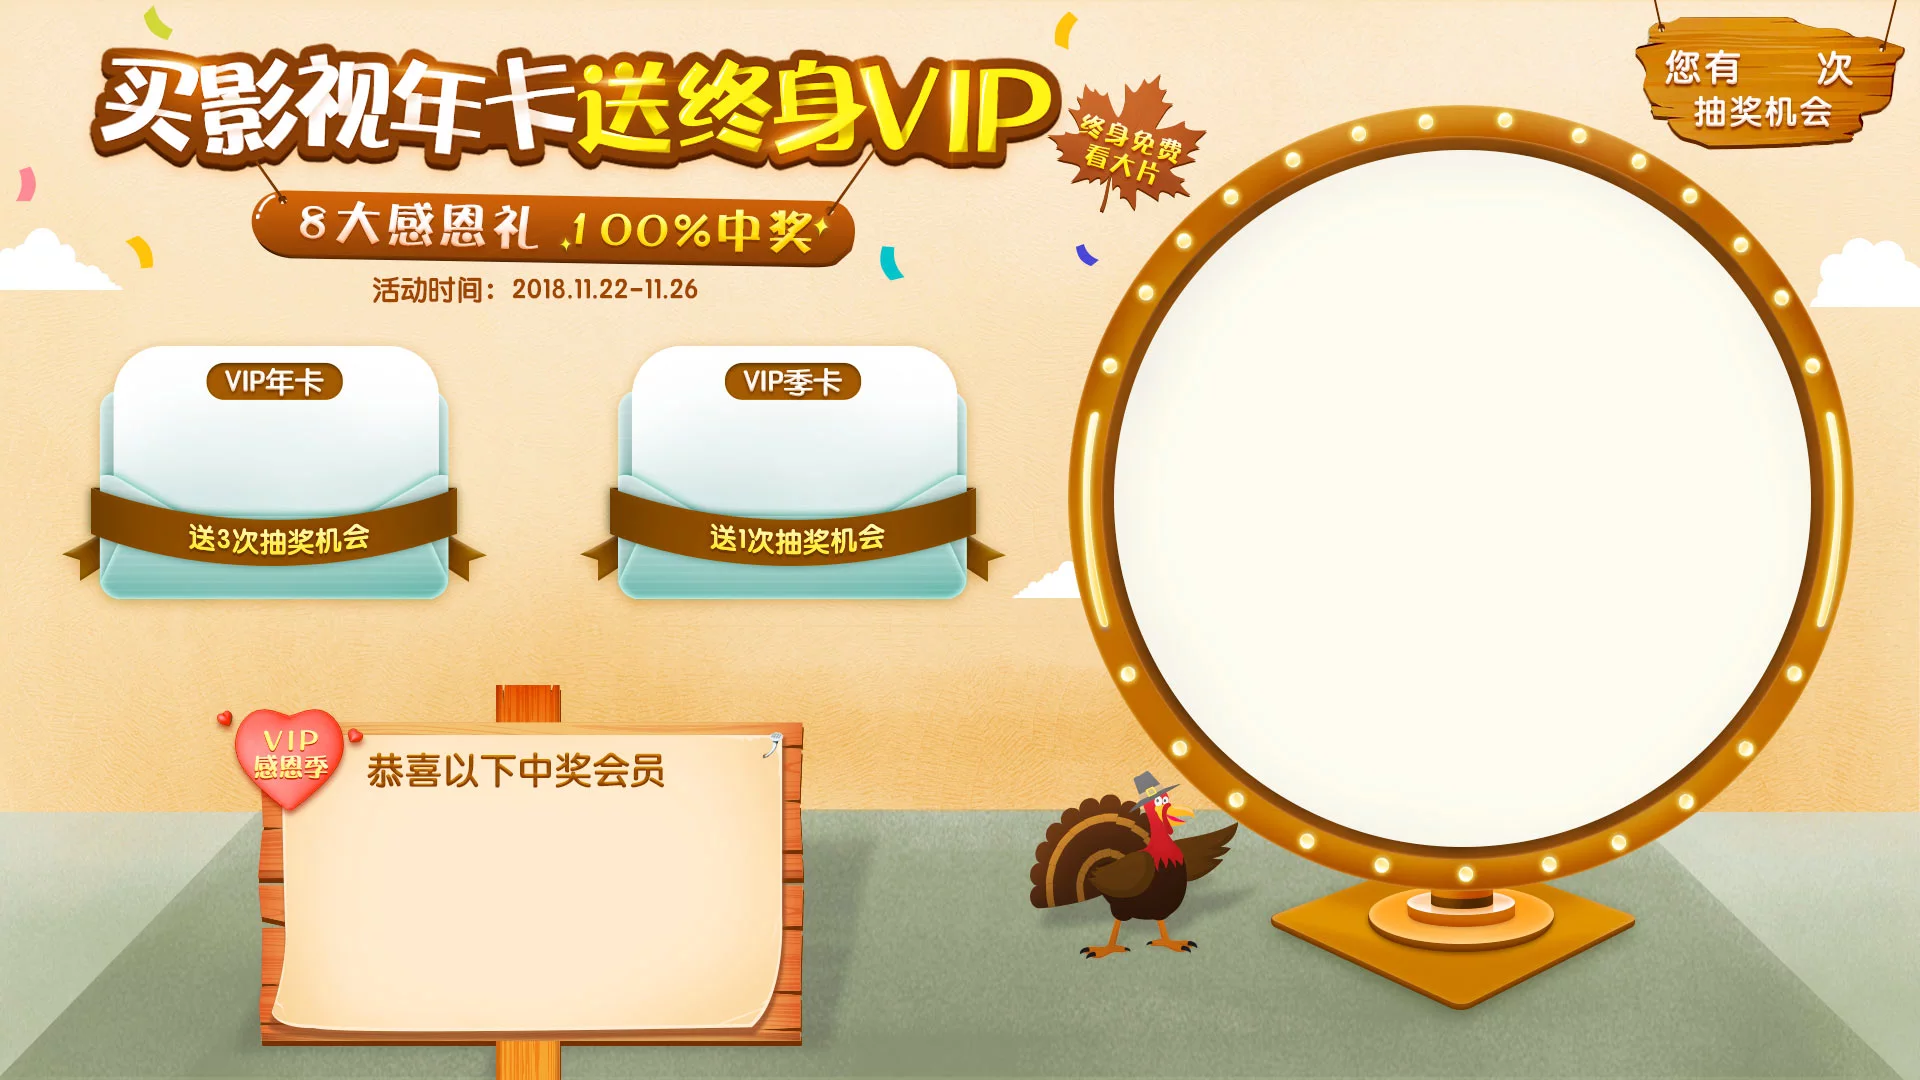 买影视年卡送终身VIP
终身免费
看大片
您有 次
抽奖机会
8大感恩礼 100%中奖
活动时间：2018.11.22-11.26
VIP年卡
送3次抽奖机会
VIP季卡
送1次抽奖机会
VIP
感恩季
恭喜以下中奖会员